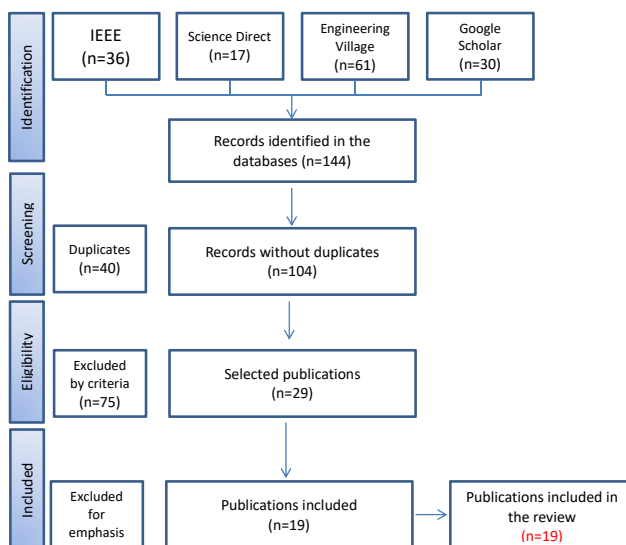 Identification
IEEE
(n=36)
Science Direct
(n=17)
Engineering
Village
(n=61)
Google
Scholar
(n=30)
Records identified in the
databases (n=144)
Screening
Duplicates
(n=40)
Records without duplicates
(n=104)
Eligibility
Excluded
by criteria
(n=75)
Selected publications
(n=29)
Included
Excluded
for
emphasis
Publications included
(n=19)
Publications included in
the review
(n=19)